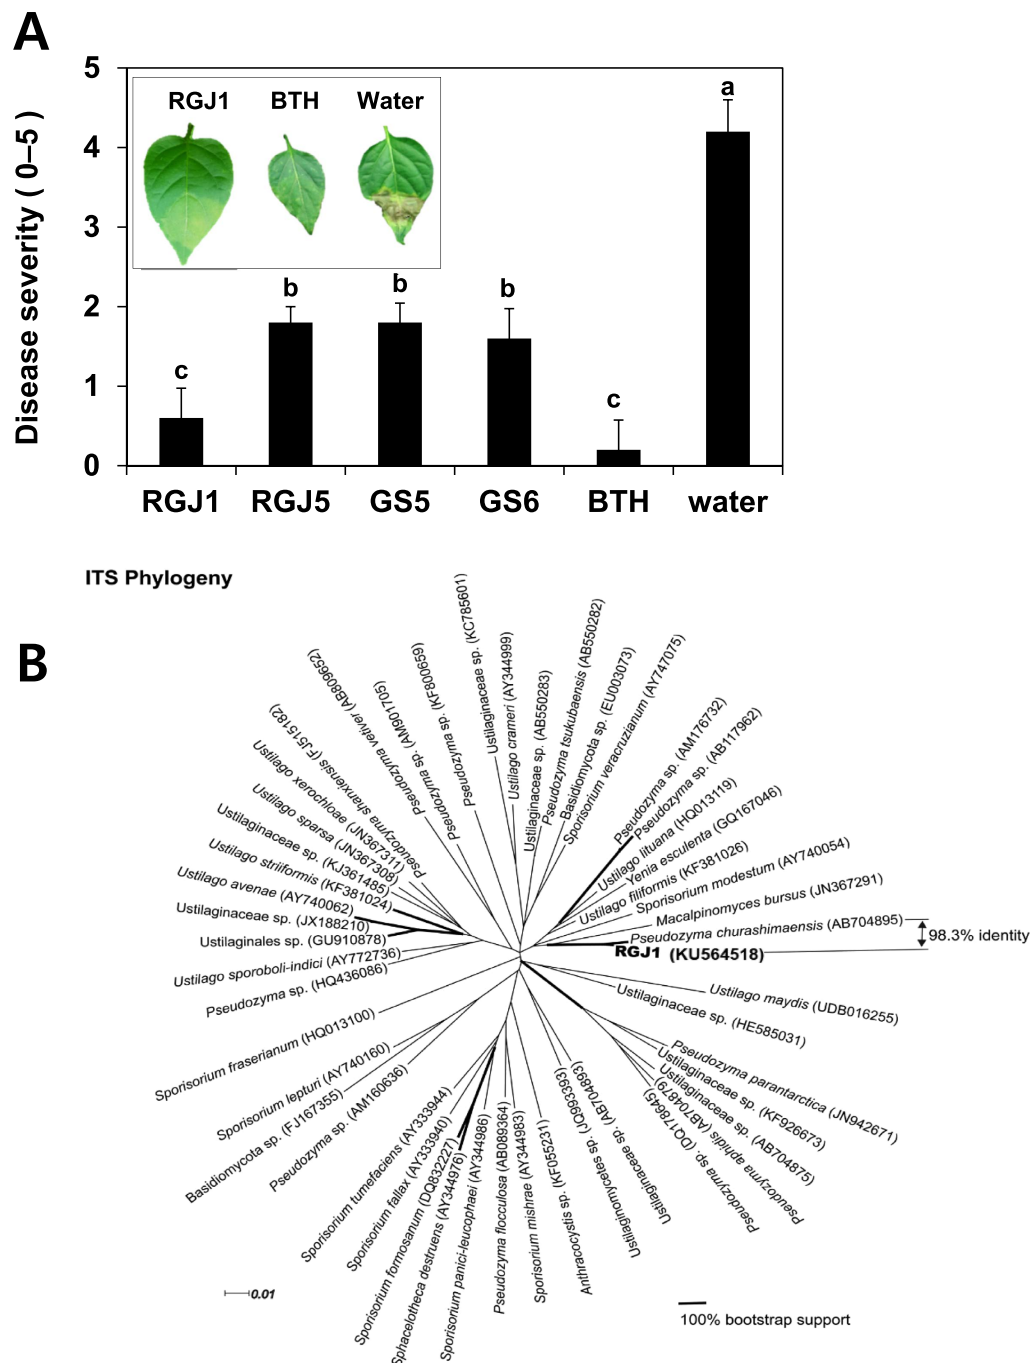 A
5
4
3
2
1
0
Disease severity ( 0–5 )
RGJ1 BTH Water
c
b
b
b
c
a
RGJ1 RGJ5 GS5 GS6 BTH water
ITS Phylogeny
B
Pseudozyma shanxiensis (FJ515182)
Pseudozyma vetiver (AB809652)
Pseudozyma sp. (AM901705)
Pseudozyma sp. (KF800659)
Ustilaginaceae sp. (KC785601)
Ustilago crameri (AY344999)
Ustilaginaceae sp. (AB550283)
Pseudozyma tsukubaensis (AB550282)
Basidiomycota sp. (EU003073)
Sporisorium veracruzianum (AY747075)
Pseudozyma sp. (AM176732)
Pseudozyma sp. (AB117962)
Ustilago lituana (HQ013119)
Yenia esculenta (GQ167046)
Ustilago filiformis (KF381026)
Sporisorium modestum (AY740054)
Macalpinomyces bursus (JN367291)
Pseudozyma churashimaensis (AB704895)
98.3% identity
RGJ1 (KU564518)
Ustilago maydis (UDB016255)
Ustilaginaceae sp. (HE585031)
Pseudozyma parantarctica (JN942671)
Ustilaginaceae sp. (KF926673)
Ustilaginaceae sp. (AB704875)
Pseudozyma aphidis (AB704879)
Pseudozyma sp. (DQ178645)
Ustilaginaceae sp. (AB704893)
Ustilaginomycetes sp. (JQ993393)
Anthracocystis sp. (KF055231)
Sporisorium mishrae (AY344983)
Pseudozyma flocculosa (AB089364)
Sporisorium panici-leucophaei (AY344986)
Sphacelotheca destruens (AY344976)
Sporisorium formosanum (DQ832227)
Sporisorium fallax (AY333940)
Sporisorium tumefaciens (AY333944)
Pseudozyma sp. (AM160636)
Basidiomycota sp. (FJ167355)
Sporisorium lepturi (AY740160)
Sporisorium fraserianum (HQ013100)
Pseudozyma sp. (HQ436086)
Ustilago sporoboli-indici (AY772736)
Ustilaginales sp. (GU910878)
Ustilaginaceae sp. (JX188210)
Ustilago avenae (AY740062)
Ustilago striiformis (KF381024)
Ustilaginaceae sp. (KJ361485)
Ustilago sparsa (JN367308)
Ustilago xerochloae (JN367311)
0.01
100% bootstrap support